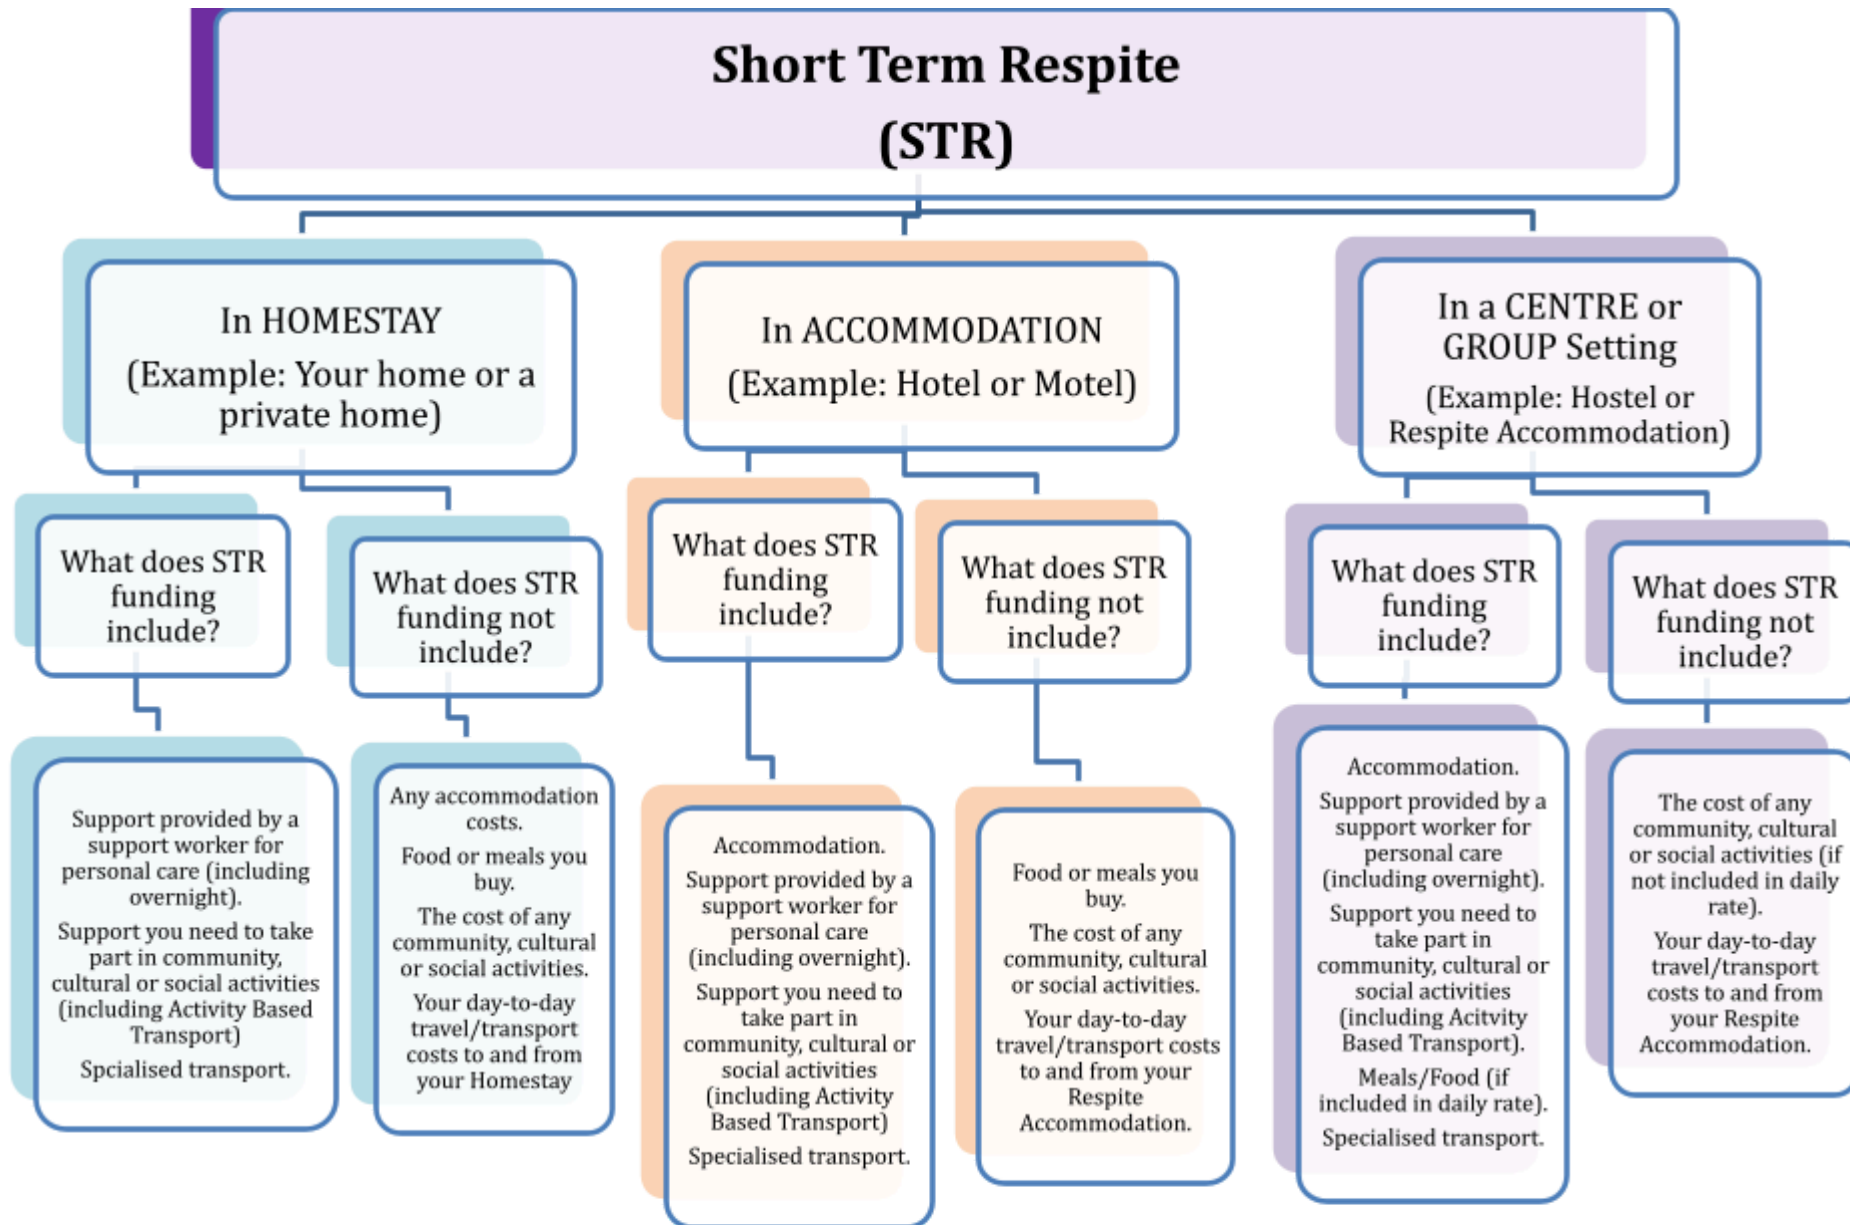 Short Term Respite
(STR)
In HOMESTAY
(Example: Your home or a
private home)
What does STR
funding
include?
Support provided by a
support worker for
personal care (including
overnight).
Support you need to take
part in community,
cultural or social activities
(including Activity Based
Transport)
Spcialised transport.
What does STR
funding not
include?
Any accommodation
costs.
Food or meals you
buy.
The cost of any
community, cultural
or social activities.
Your day-to-day
travel/transport
costs to and from
your Homestay
In ACCOMMODATION
(Example: Hotel or Motel)
What does STR
funding
include?
Accommodation.
Support provided by a
support worker for
personal care
(including overnight).
Support you need to
take part in
community, cultural or
social activities
(including Activity
Based Transport)
Specialised transport.
What does STR
funding not
include?
Food or meals you
buy.
The cost of any
community, cultural
or social activities.
Your day-to-day
travel/transport costs
to and from your
Respite
Accommodation.
In a CENTRE or
GROUP Setting
(Example: Hostel or
Respite Accommodation)
What does STR
funding
include?
Accommodation.
Support provided by a
support worker for
personal care
(including overnight).
Support you need to
take part in
community, cultural or
social activities
(including Acitvity
Based Transport).
Meals/Food (if
included in daily rate).
Specialised transport.
What does STR
funding not
include?
The cost of any
community, cultural
or social activities (if
not included in daily
rate).
Your day-to-day
travel/transport
costs to and from
your Respite
Accommodation.